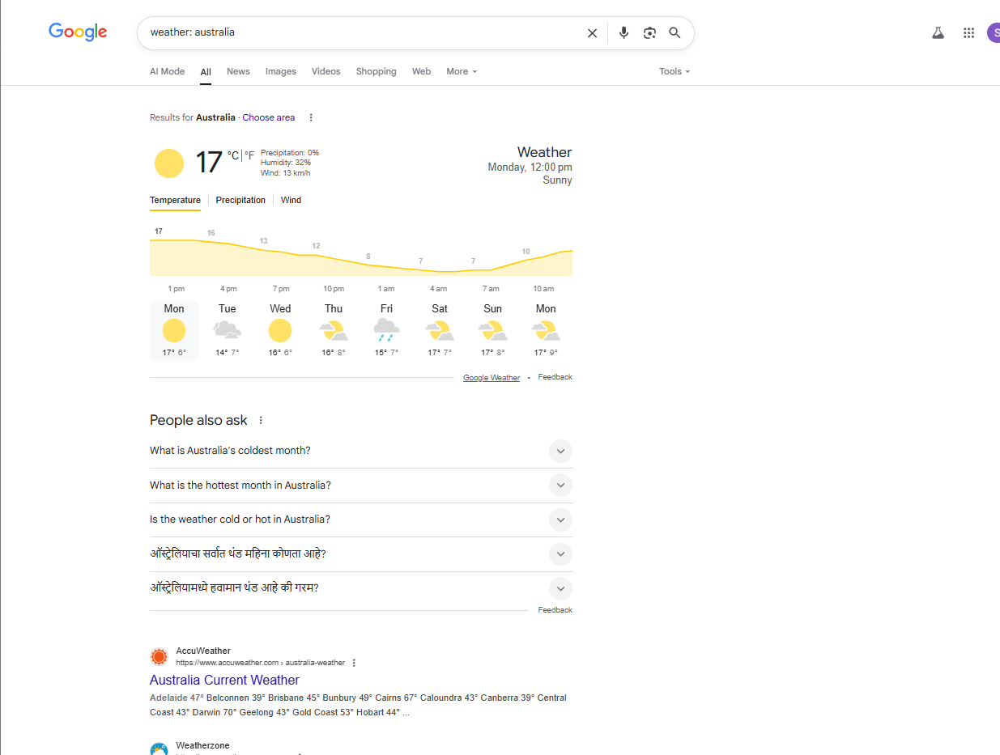 Google
weather: australia
S
AI Mode All News Images Videos Shopping Web More Tools
Results for Australia · Choose area
17 °C | °F
Precipitation: 0%
Humidity: 32%
Wind: 13 km/h
Weather
Monday, 12:00 pm
Sunny
Temperature Precipitation Wind
17 16 13 12 8 7 7 10
1 pm 4 pm 7 pm 10 pm 1 am 4 am 7 am 10 am
Mon Tue Wed Thu Fri Sat Sun Mon
17° 6° 14° 7° 16° 6° 16° 8° 15° 7° 17° 7° 17° 8° 17° 9°
Google Weather • Feedback
People also ask
What is Australia's coldest month?
What is the hottest month in Australia?
Is the weather cold or hot in Australia?
ऑस्ट्रेलियाचा सर्वात थंड महिना कोणता आहे?
ऑस्ट्रेलियामध्ये हवामान थंड आहे की गरम?
Feedback
AccuWeather
https://www.accuweather.com › australia-weather
Australia Current Weather
Adelaide 47° Belconnen 39° Brisbane 45° Bunbury 49° Cairns 67° Caloundra 43° Canberra 39° Central
Coast 43° Darwin 70° Geelong 43° Gold Coast 53° Hobart 44° ...
Weatherzone